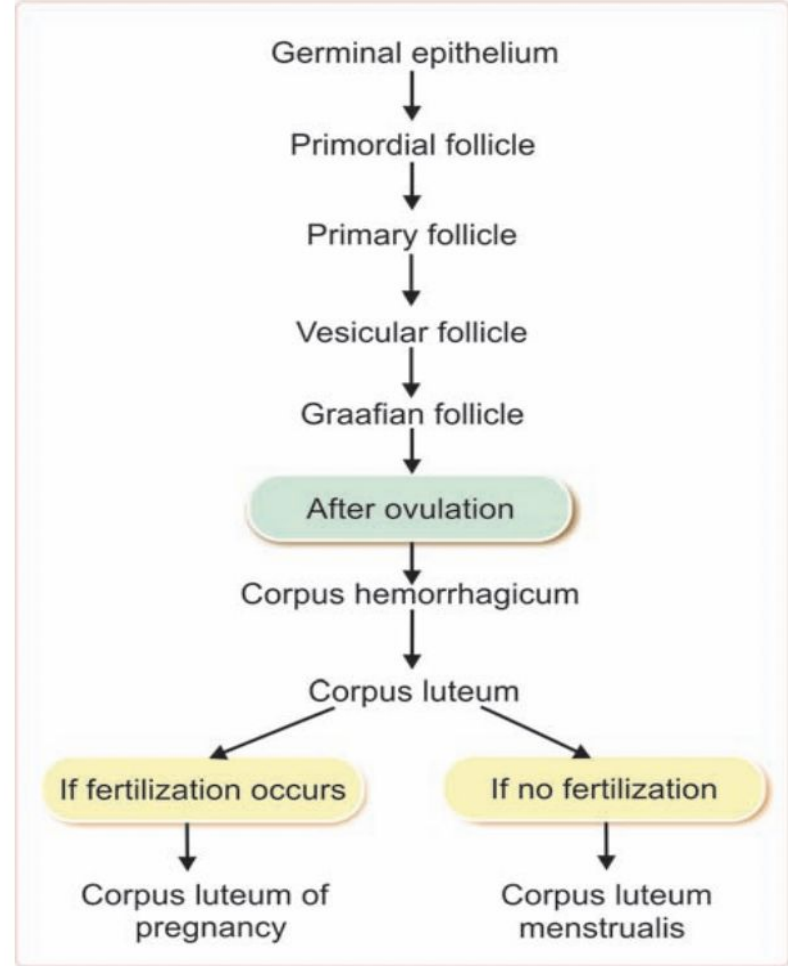 Germinal epithelium
Primordial follicle
Primary follicle
Vesicular follicle
Graafian follicle
After ovulation
Corpus hemorrhagicum
Corpus luteum
If fertilization occurs
If no fertilization
Corpus luteum of
pregnancy
Corpus luteum
menstrualis